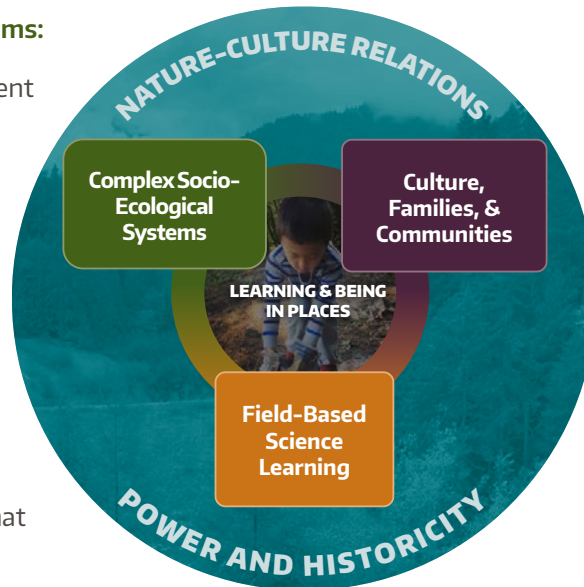 ms:
ent
NATURE-CULTURE RELATIONS
Complex Socio-
Ecological
Systems
Culture,
Families, &
Communities
LEARNING & BEING
IN PLACES
Field-Based
Science
Learning
at
POWER AND HISTORICITY